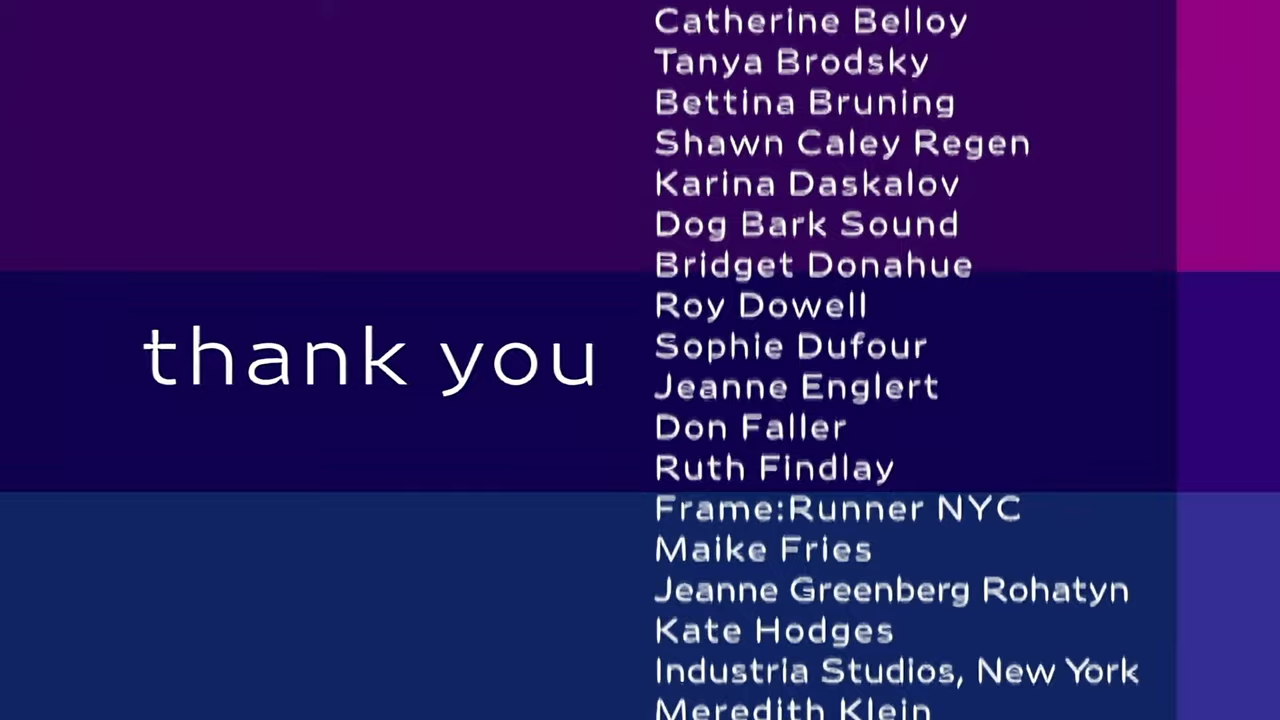 thank you
Catherine Belloy
Tanya Brodsky
Bettina Bruning
Shawn Caley Regen
Karina Daskalov
Dog Bark Sound
Bridget Donahue
Roy Dowell
Sophie Dufour
Jeanne Englert
Don Faller
Ruth Findlay
Frame:Runner NYC
Maike Fries
Jeanne Greenberg Rohatyn
Kate Hodges
Industria Studios, New York
Meredith Klein